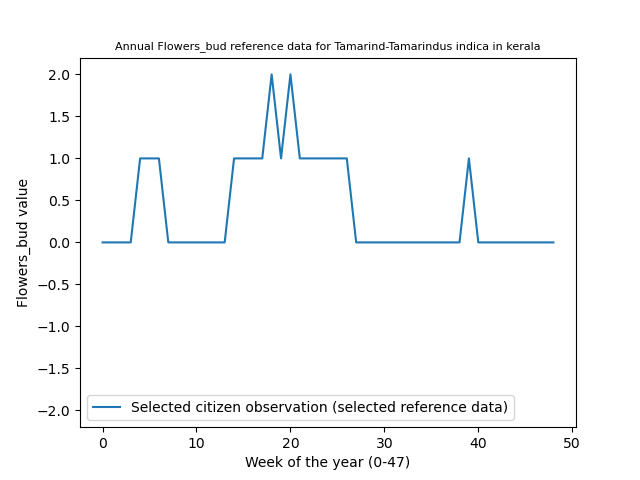 Annual Flowers_bud reference data for Tamarind-Tamarindus indica in kerala
2.0
1.5
1.0
0.5
0.0
−0.5
−1.0
−1.5
−2.0
Flowers_bud value
Selected citizen observation (selected reference data)
0 10 20 30 40 50
Week of the year (0-47)